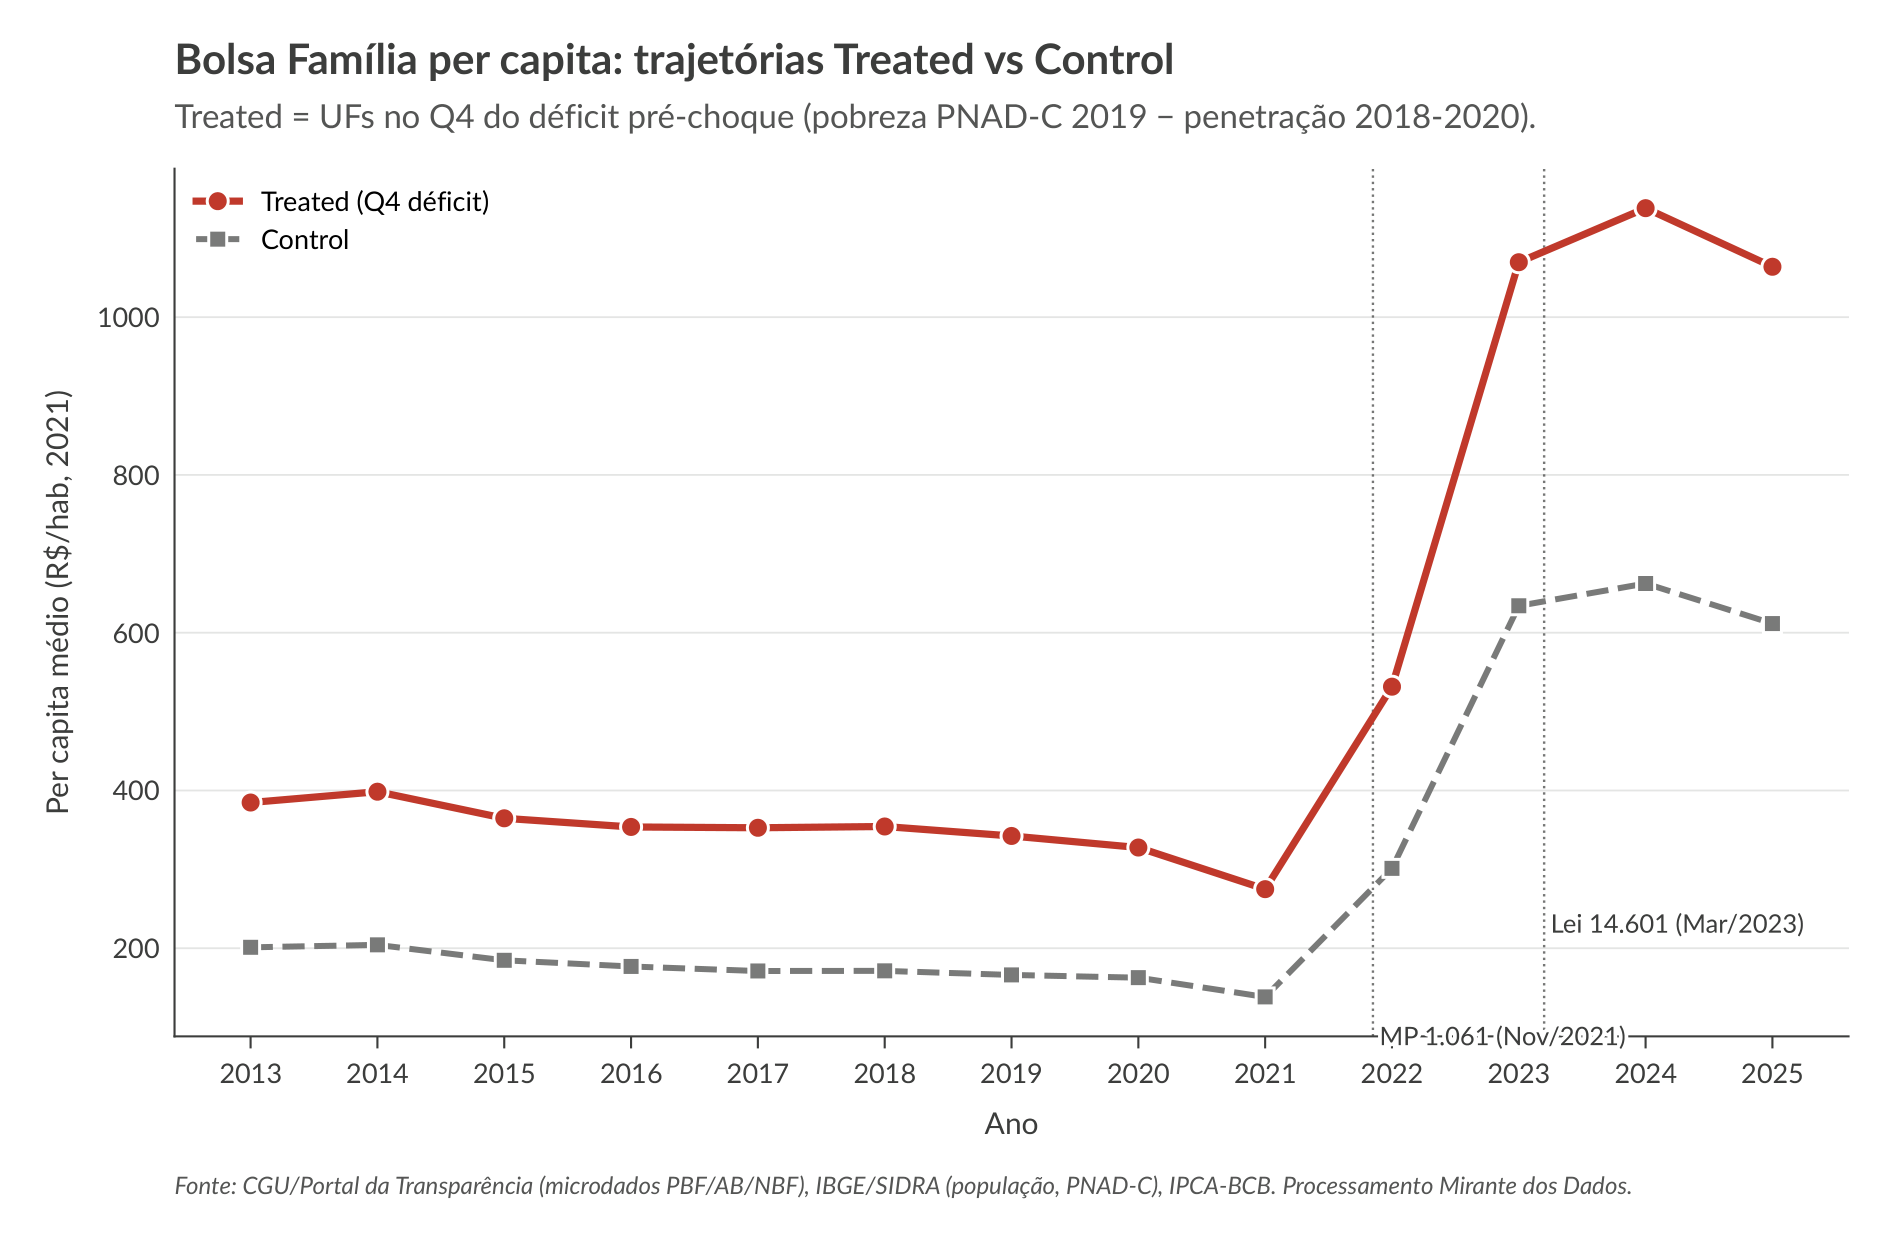 Bolsa Família per capita: trajetórias Treated vs Control
Treated = UFs no Q4 do déficit pré-choque (pobreza PNAD-C 2019 − penetração 2018-2020).
Treated (Q4 déficit)
Control
Per capita médio (R$/hab, 2021)
1000
800
600
400
200
Lei 14.601 (Mar/2023)
MP 1.061 (Nov/2021)
2013 2014 2015 2016 2017 2018 2019 2020 2021 2022 2023 2024 2025
Ano
Fonte: CGU/Portal da Transparência (microdados PBF/AB/NBF), IBGE/SIDRA (população, PNAD-C), IPCA-BCB. Processamento Mirante dos Dados.